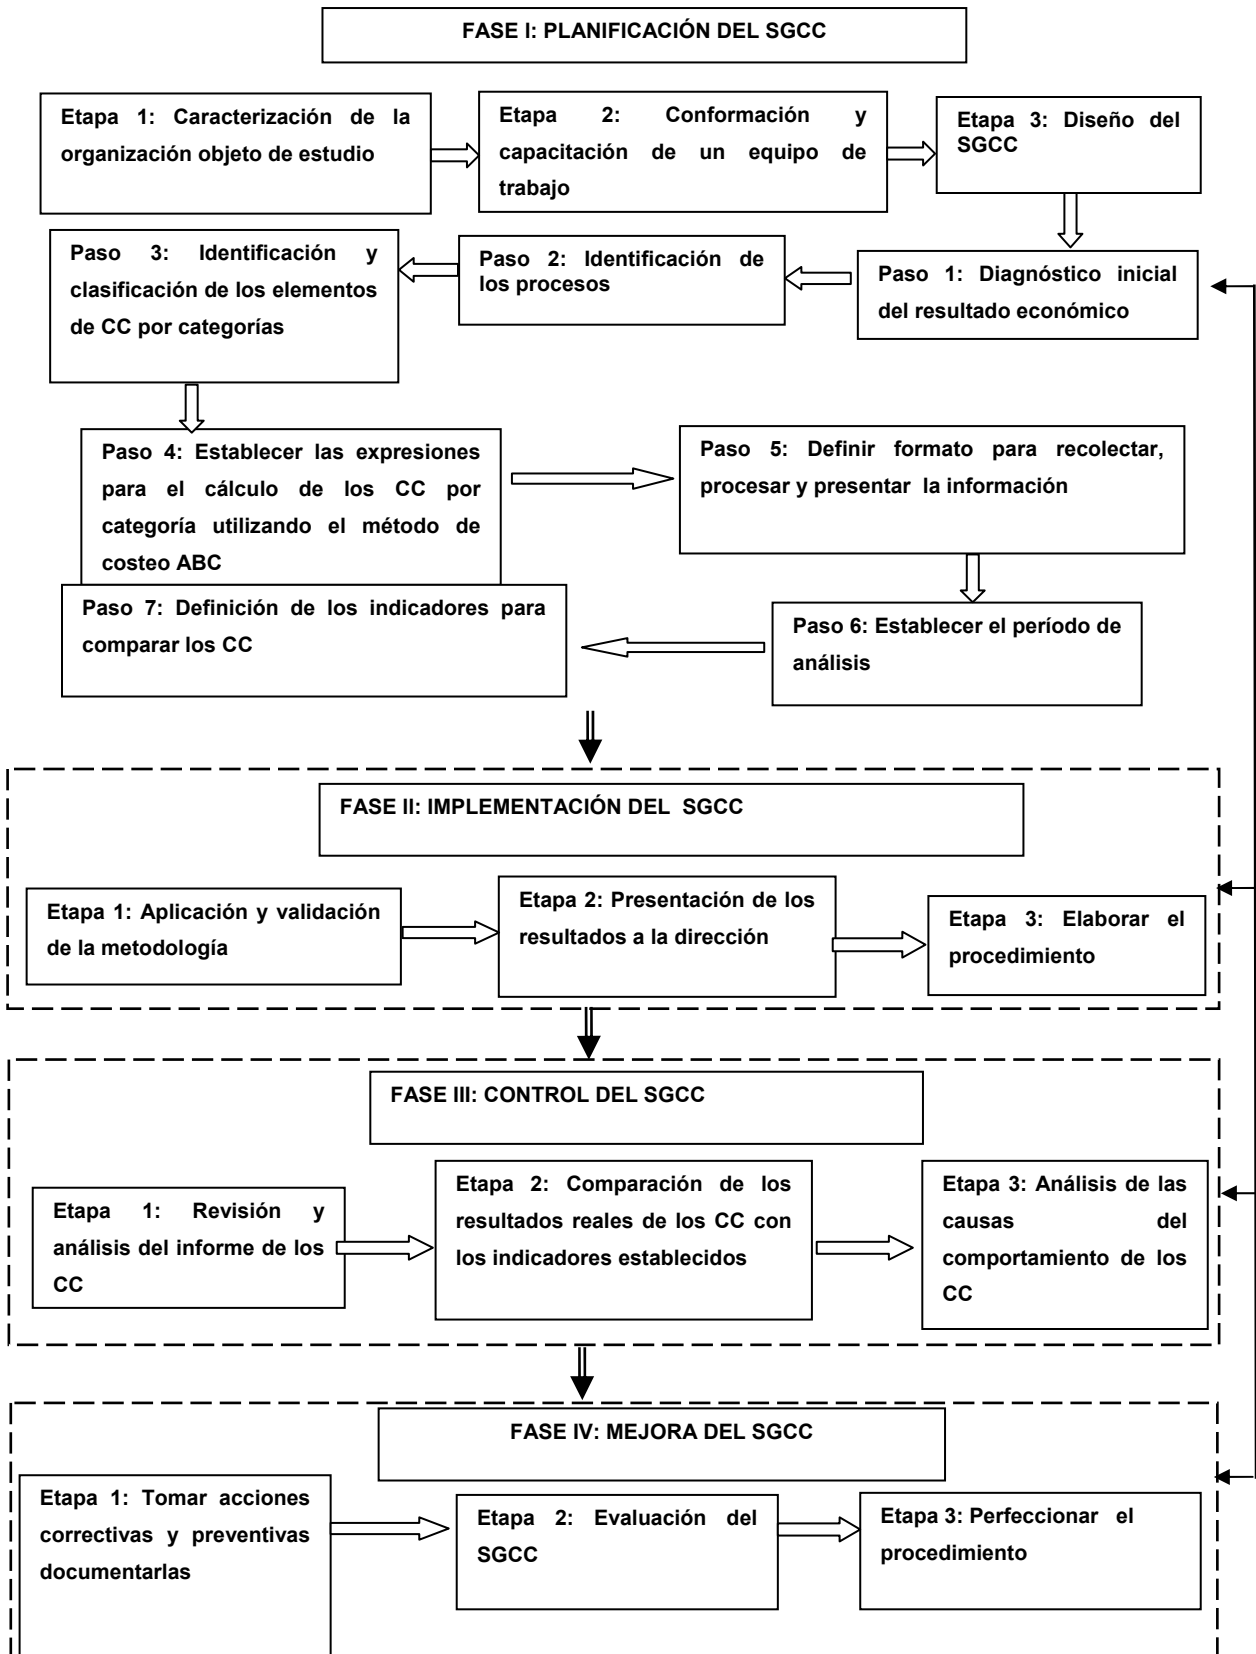 FASE I: PLANIFICACIÓN DEL SGCC
Etapa 1: Caracterización de la
organización objeto de estudio
Etapa 2: Conformación y
capacitación de un equipo de
trabajo
Etapa 3: Diseño del
SGCC
Paso 1: Diagnóstico inicial
del resultado económico
Paso 2: Identificación de
los procesos
Paso 3: Identificación y
clasificación de los elementos
de CC por categorías
Paso 4: Establecer las expresiones
para el cálculo de los CC por
categoría utilizando el método de
costeo ABC
Paso 5: Definir formato para recolectar,
procesar y presentar la información
Paso 6: Establecer el período de
análisis
Paso 7: Definición de los indicadores para
comparar los CC
FASE II: IMPLEMENTACIÓN DEL SGCC
Etapa 1: Aplicación y validación
de la metodología
Etapa 2: Presentación de los
resultados a la dirección
Etapa 3: Elaborar el
procedimiento
FASE III: CONTROL DEL SGCC
Etapa 1: Revisión y
análisis del informe de los
CC
Etapa 2: Comparación de los
resultados reales de los CC con
los indicadores establecidos
Etapa 3: Análisis de las
causas del
comportamiento de los
CC
FASE IV: MEJORA DEL SGCC
Etapa 1: Tomar acciones
correctivas y preventivas
documentarlas
Etapa 2: Evaluación del
SGCC
Etapa 3: Perfeccionar el
procedimiento